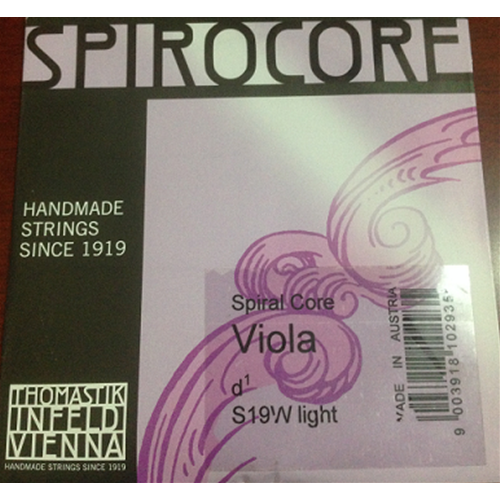 SPIROCORE
HANDMADE
STRINGS
SINCE 1919
Spiral Core
Viola
d¹
S19W light
MADE IN AUSTRIA
9 003918 102935
THOMASTIK
INFELD
VIENNA
HANDMADE STRINGS SINCE 1919